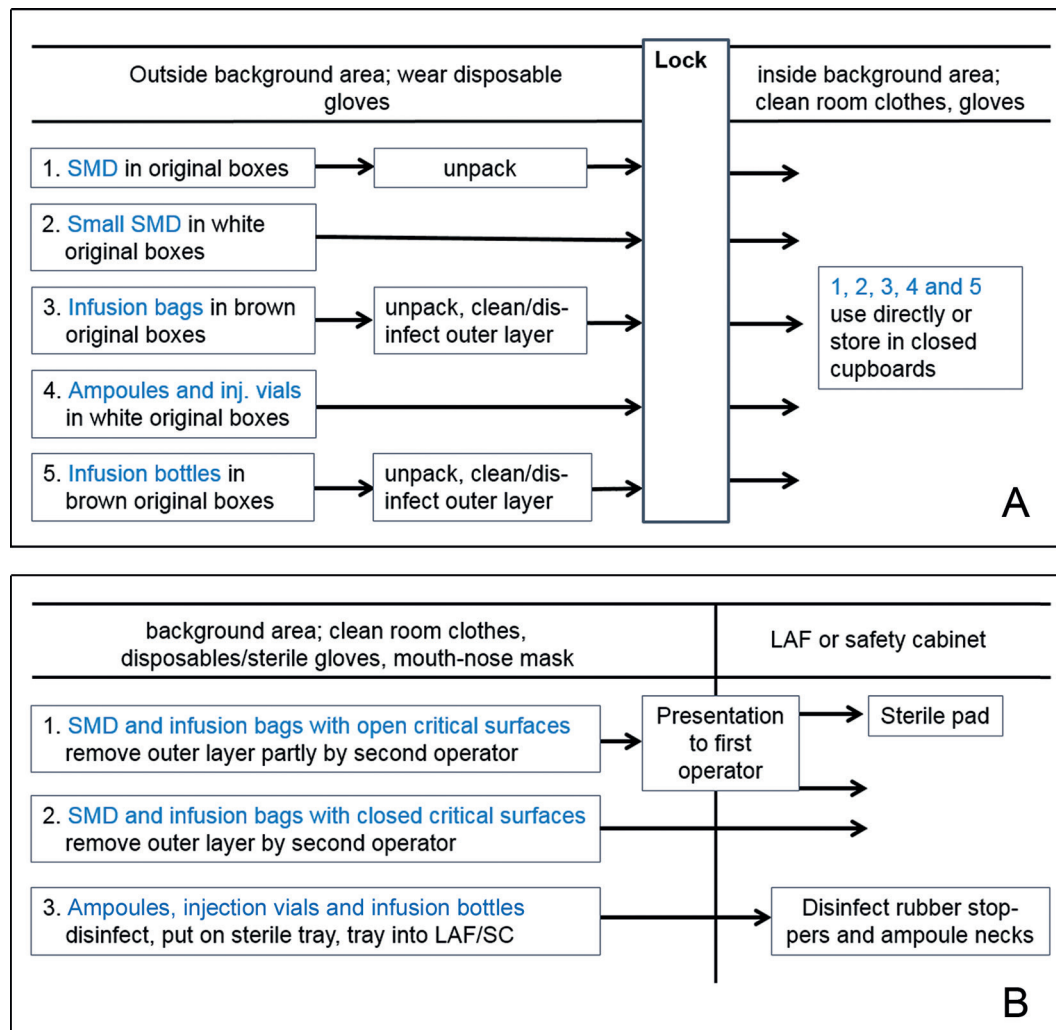 Outside background area; wear disposable
gloves
Lock
inside background area;
clean room clothes, gloves
1. SMD in original boxes
unpack
2. Small SMD in white
original boxes
3. Infusion bags in brown
original boxes
unpack, clean/dis-
infect outer layer
1, 2, 3, 4 and 5
use directly or
store in closed
cupboards
4. Ampoules and inj. vials
in white original boxes
5. Infusion bottles in
brown original boxes
unpack, clean/dis-
infect outer layer
A
background area; clean room clothes,
disposables/sterile gloves, mouth-nose mask
LAF or safety cabinet
1. SMD and infusion bags with open critical surfaces
remove outer layer partly by second operator
Presentation
to first
operator
Sterile pad
2. SMD and infusion bags with closed critical surfaces
remove outer layer by second operator
3. Ampoules, injection vials and infusion bottles
disinfect, put on sterile tray, tray into LAF/SC
Disinfect rubber stop-
pers and ampoule necks
B